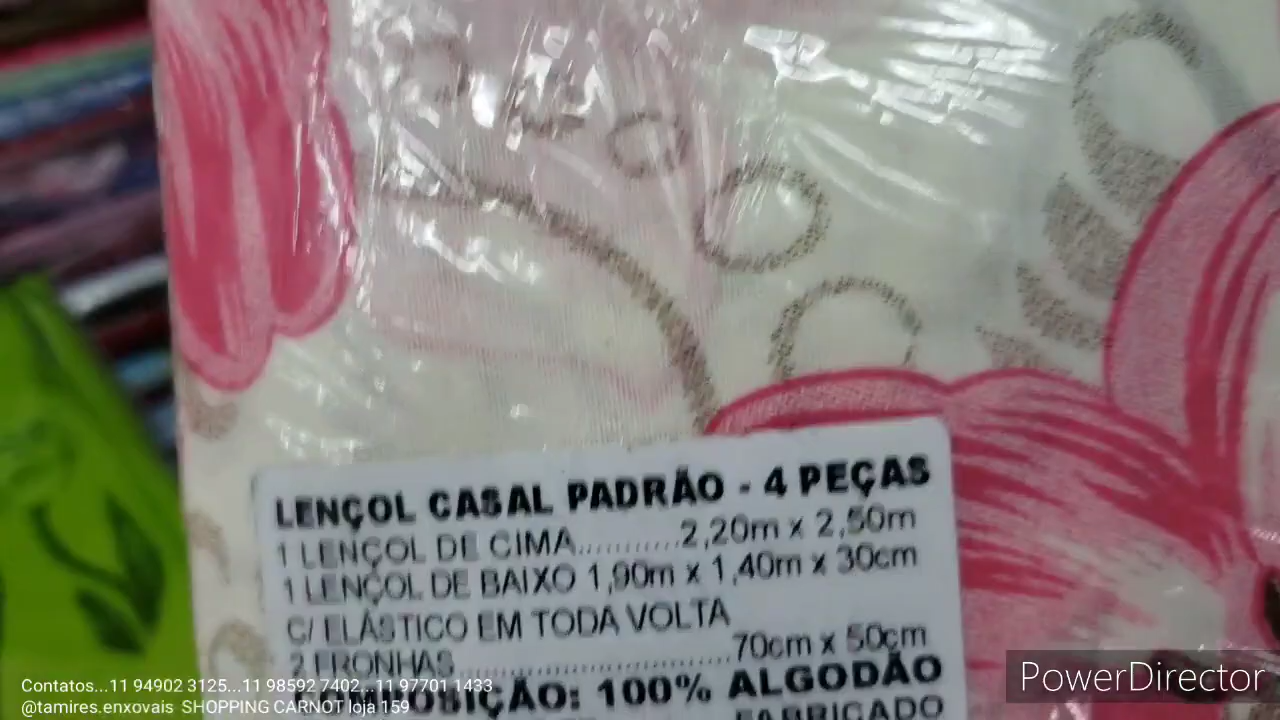 LENÇOL CASAL PADRÃO - 4 PEÇAS
1 LENÇOL DE CIMA...........2,20m x 2,50m
1 LENÇOL DE BAIXO 1,90m x 1,40m x 30cm
C/ ELÁSTICO EM TODA VOLTA
2 FRONHAS..............................70cm x 50cm
100% ALGODÃO
FABRICADO
Contatos...11 94902 3125...11 98592 7402...11 97701 1433
@tamires.enxovais SHOPPING CARNOT loja 159
PowerDirector